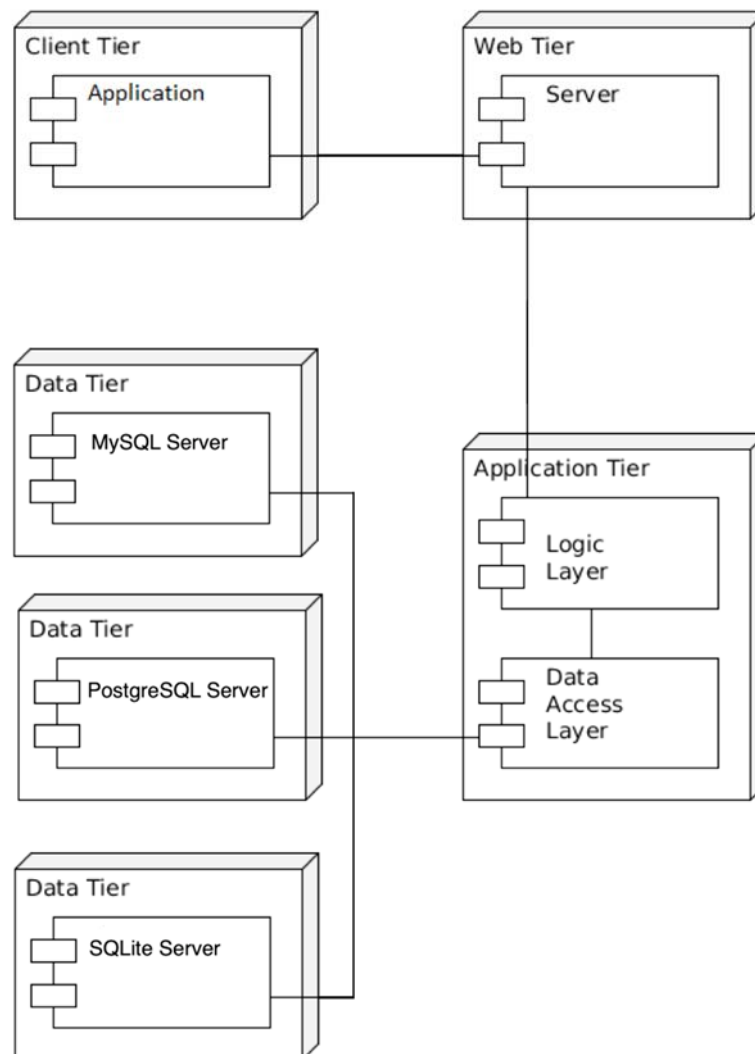 Client Tier
Application
Web Tier
Server
Data Tier
MySQL Server
Application Tier
Logic
Layer
Data
Access
Layer
Data Tier
PostgreSQL Server
Data Tier
SQLite Server